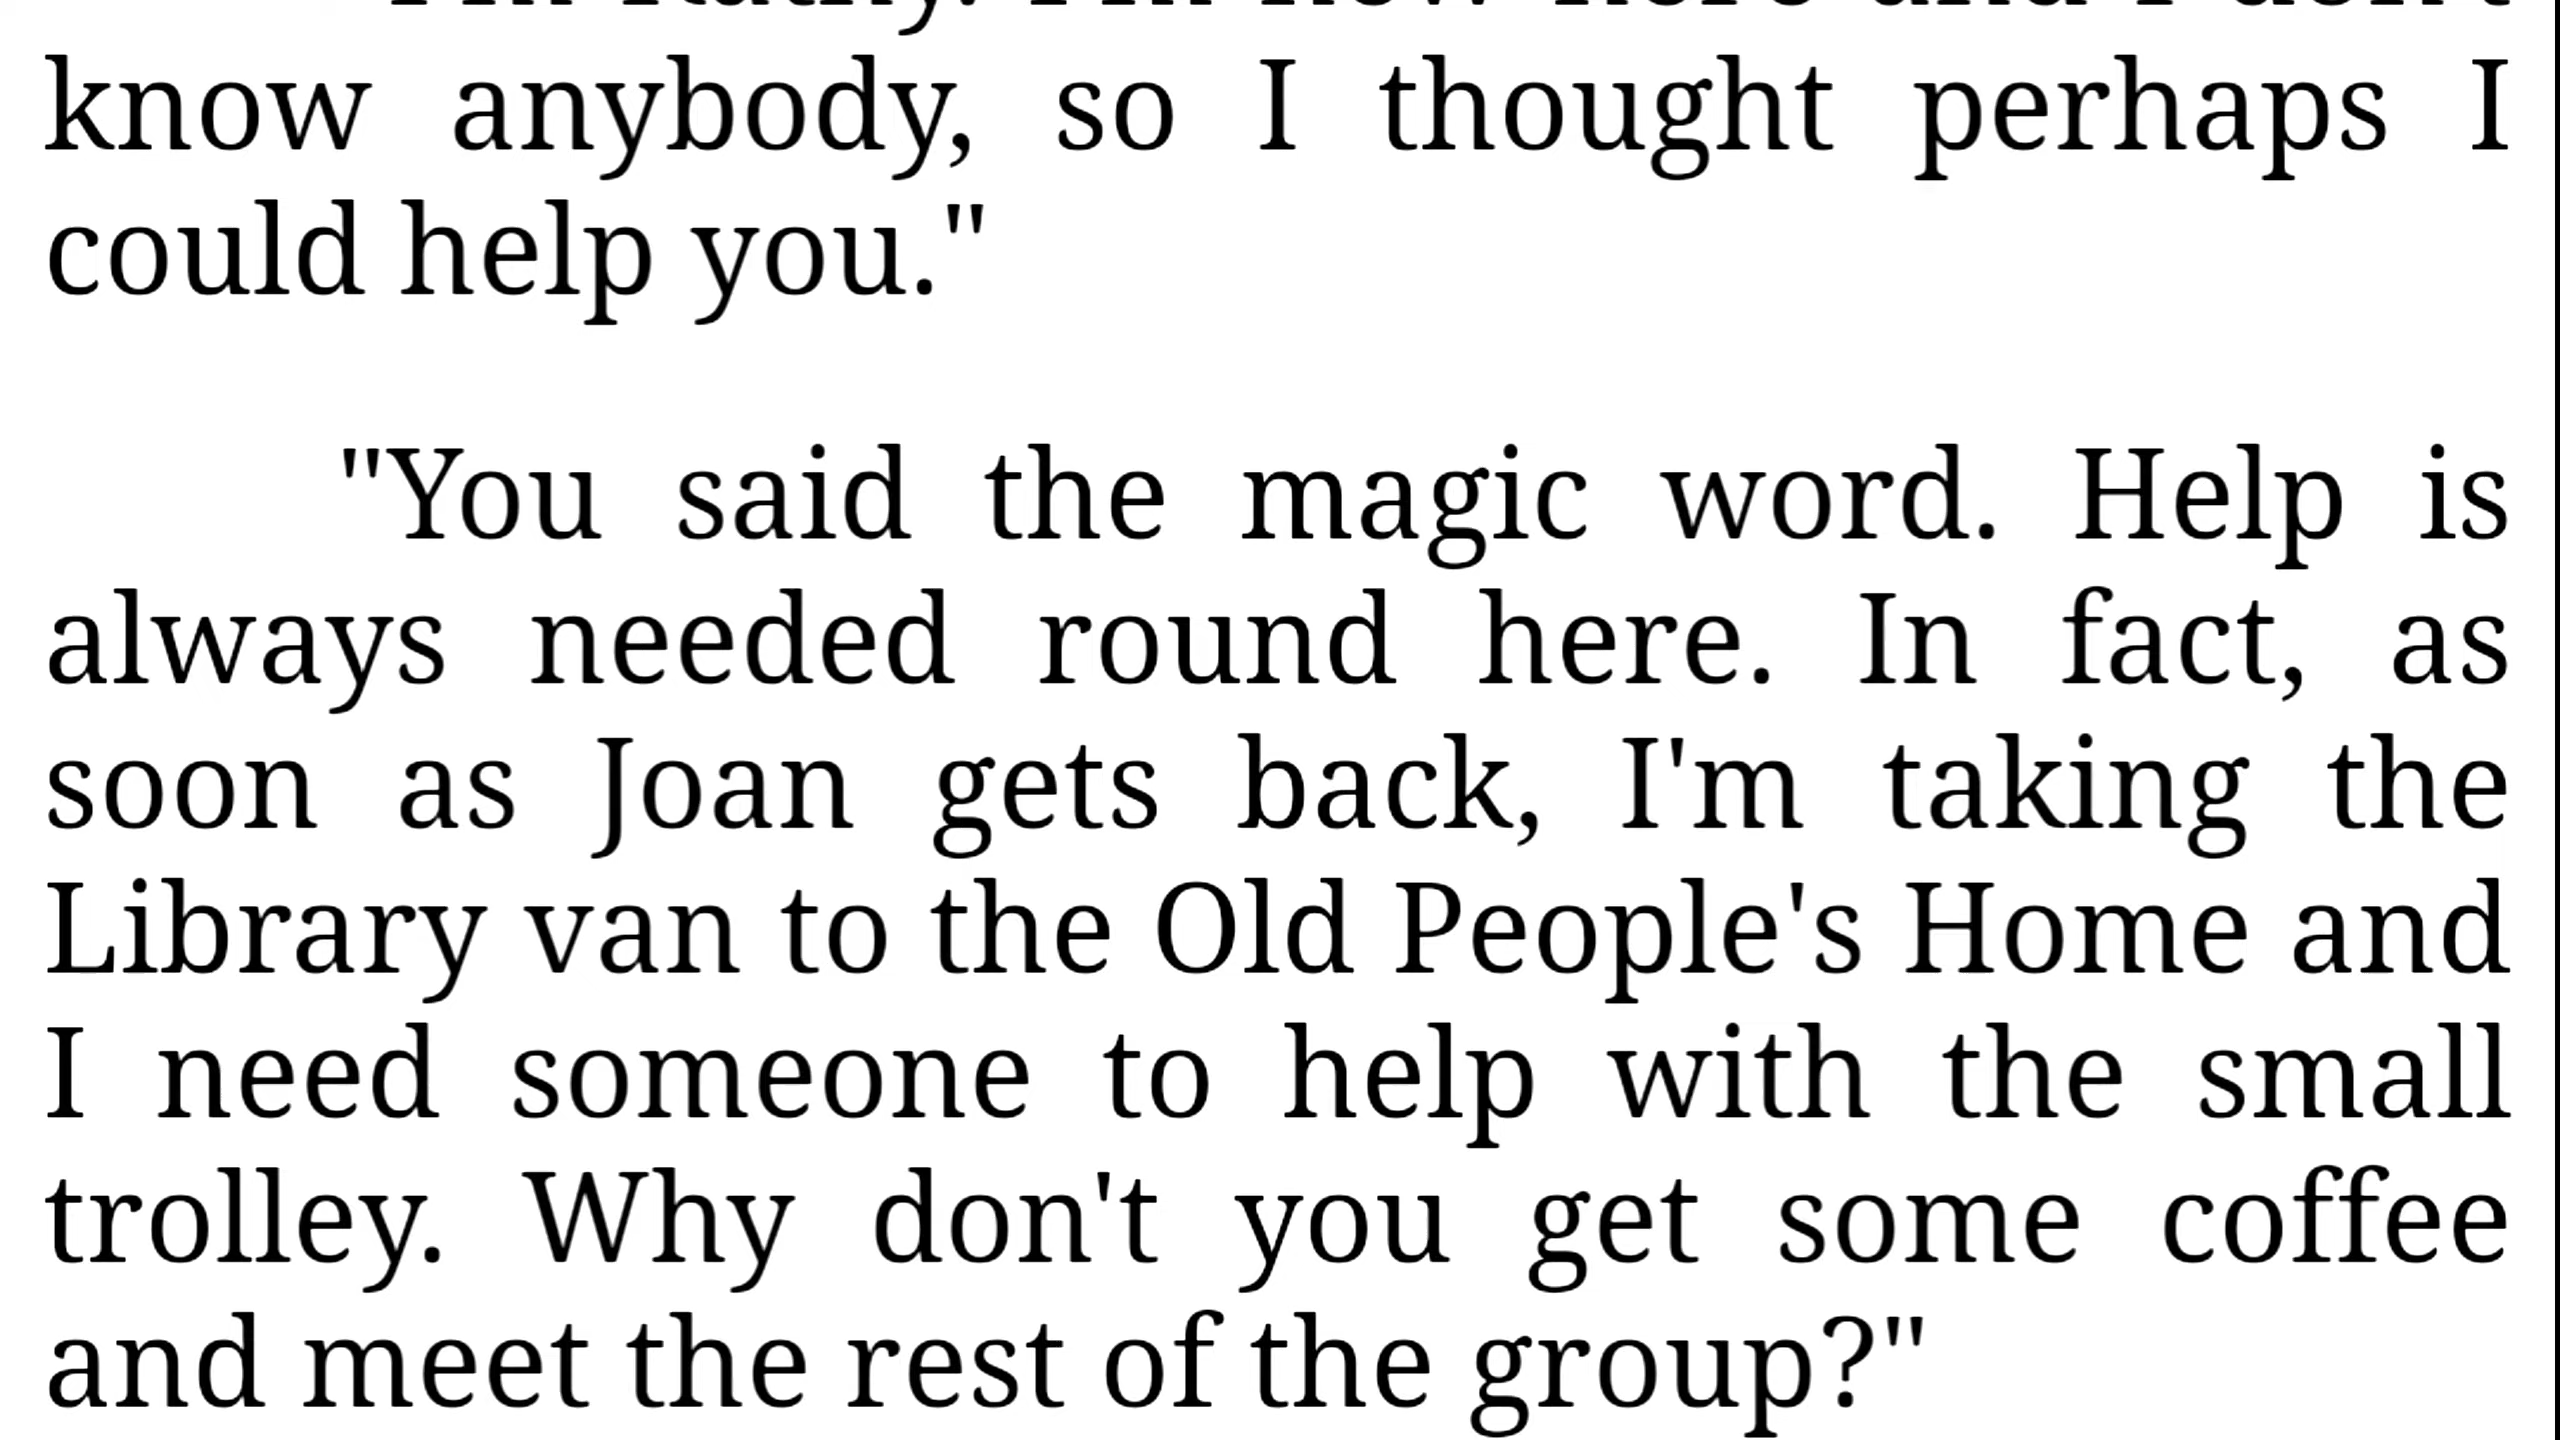 know anybody, so I thought perhaps I
could help you."
"You said the magic word. Help is
always needed round here. In fact, as
soon as Joan gets back, I'm taking the
Library van to the Old People's Home and
I need someone to help with the small
trolley. Why don't you get some coffee
and meet the rest of the group?"